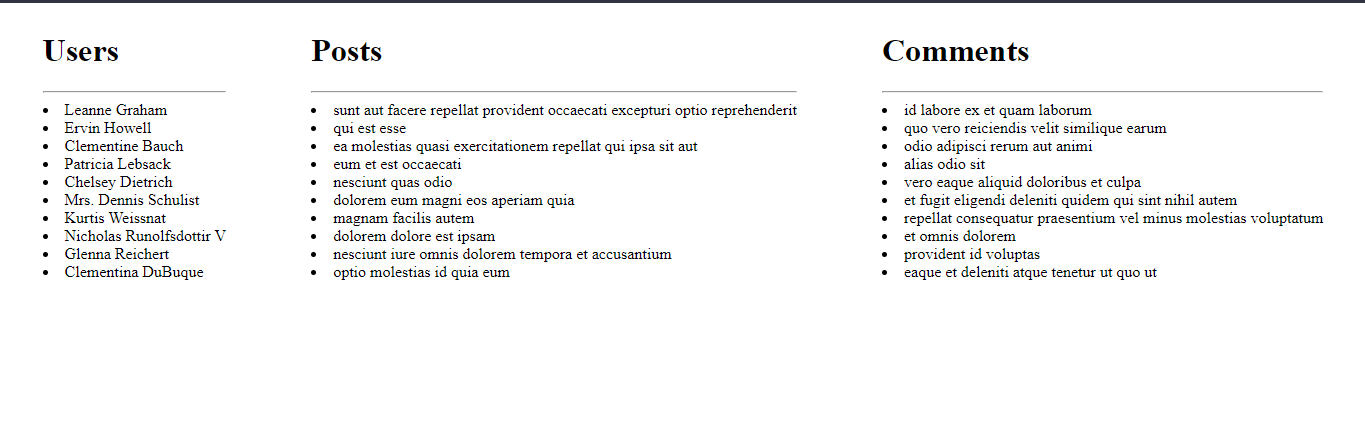 Users
Leanne Graham
Ervin Howell
Clementine Bauch
Patricia Lebsack
Chelsey Dietrich
Mrs. Dennis Schulist
Kurtis Weissnat
Nicholas Runolfsdottir V
Glenna Reichert
Clementina DuBuque
Posts
sunt aut facere repellat provident occaecati excepturi optio reprehenderit
qui est esse
ea molestias quasi exercitationem repellat qui ipsa sit aut
eum et est occaecati
nesciunt quas odio
dolorem eum magni eos aperiam quia
magnam facilis autem
dolorem dolore est ipsam
nesciunt iure omnis dolorem tempora et accusantium
optio molestias id quia eum
Comments
id labore ex et quam laborum
quo vero reiciendis velit similique earum
odio adipisci rerum aut animi
alias odio sit
vero eaque aliquid doloribus et culpa
et fugit eligendi deleniti quidem qui sint nihil autem
repellat consequatur praesentium vel minus molestias voluptatum
et omnis dolorem
provident id voluptas
eaque et deleniti atque tenetur ut quo ut